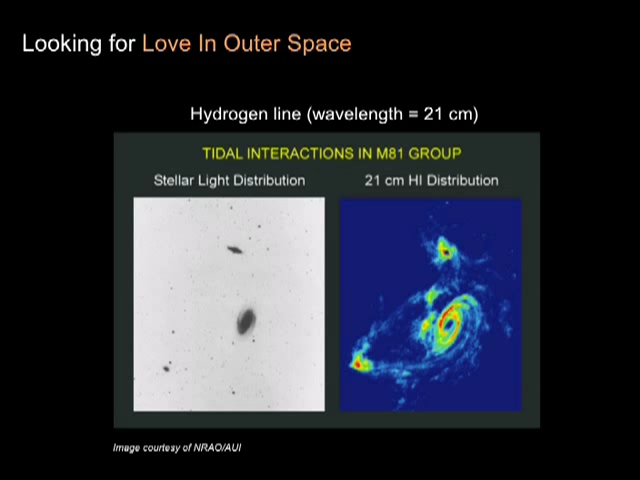 Looking for Love In Outer Space
Hydrogen line (wavelength = 21 cm)
TIDAL INTERACTIONS IN M81 GROUP
Stellar Light Distribution
21 cm HI Distribution
Image courtesy of NRAO/AUI